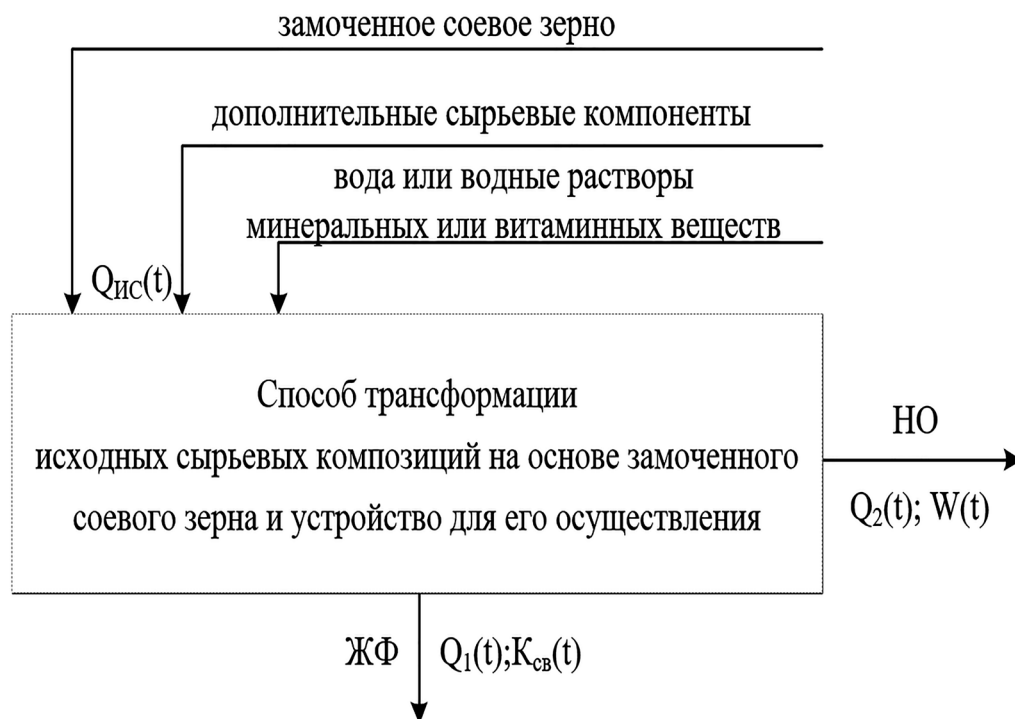 замоченное соевое зерно
дополнительные сырьевые компоненты
вода или водные растворы
минеральных или витаминных веществ
Qис(t)
Способ трансформации
исходных сырьевых композиций на основе замоченного
соевого зерна и устройство для его осуществления
НО
Q2(t); W(t)
ЖФ Q1(t);Kсв(t)